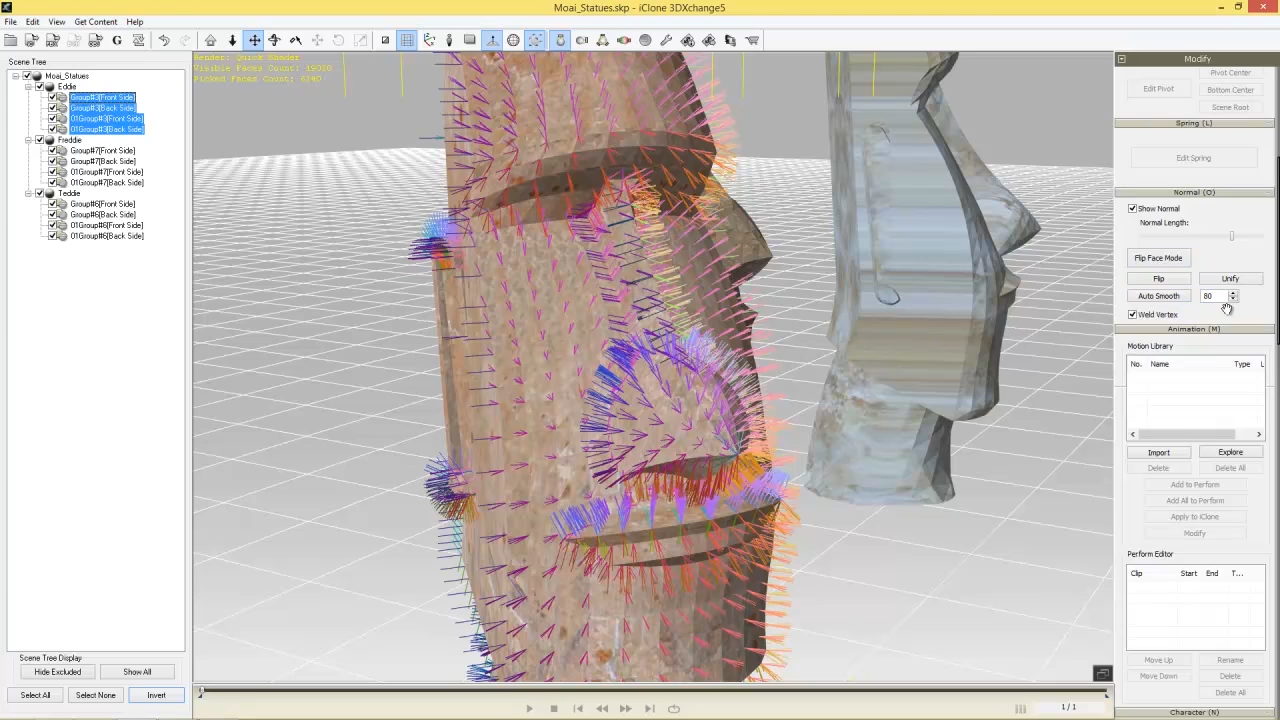 Moai_Statues.skp - iClone 3DXchange5
File Edit View Get Content Help
Scene Tree
Moai_Statues
Eddie
Group#3[Front Side]
Group#3[Back Side]
01Group#3[Front Side]
01Group#3[Back Side]
Freddie
Group#7[Front Side]
Group#7[Back Side]
01Group#7[Front Side]
01Group#7[Back Side]
Teddie
Group#6[Front Side]
Group#6[Back Side]
01Group#6[Front Side]
01Group#6[Back Side]
Scene Tree Display
Hide Excluded Show All
Select All Select None Invert
Render: Quick Shader
Visible Faces Count: 19020
Picked Faces Count: 6340
1 / 1
Modify
Pivot Center
Edit Pivot
Bottom Center
Scene Root
Spring (L)
Edit Spring
Normal (O)
Show Normal
Normal Length:
Flip Face Mode
Flip Unify
Auto Smooth 80
Weld Vertex
Animation (M)
Motion Library
No. Name Type L
Import Explore
Delete Delete All
Add to Perform
Add All to Perform
Apply to iClone
Modify
Perform Editor
Clip Start End T...
Move Up Rename
Move Down Delete
Delete All
Character (N)